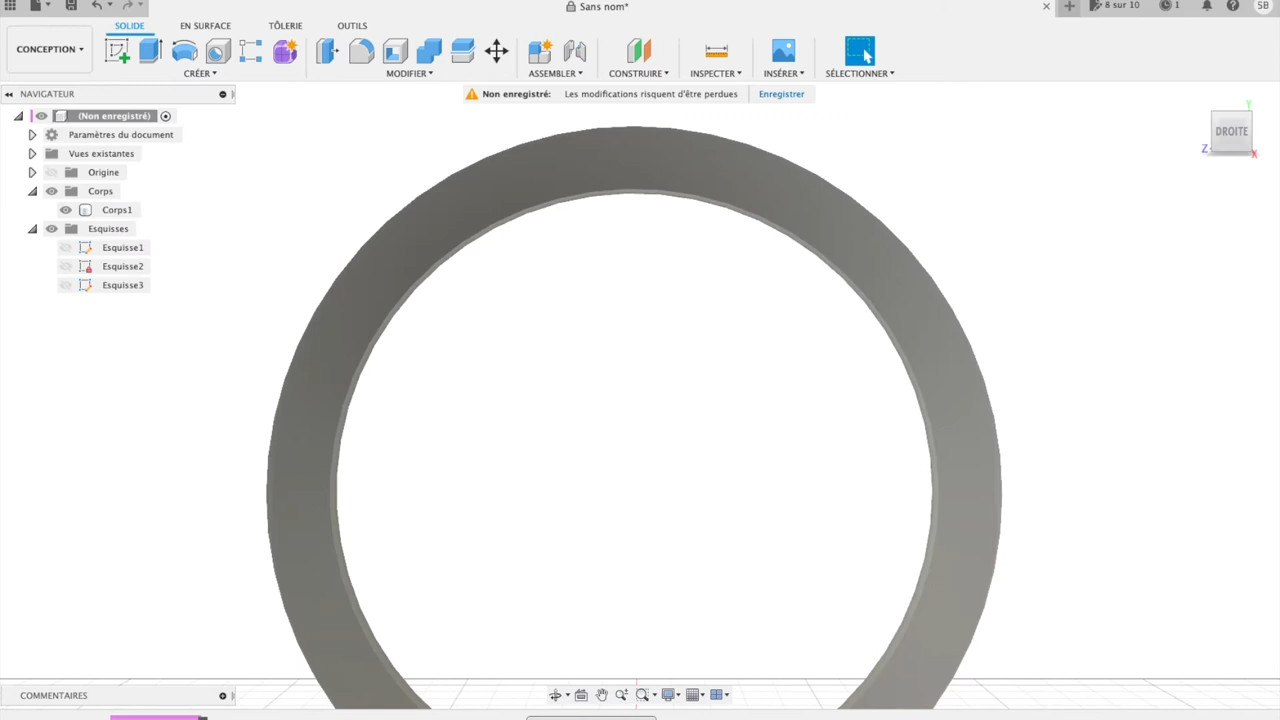 Sans nom*
8 sur 10
1
SB
SOLIDE
EN SURFACE
TÔLERIE
OUTILS
CONCEPTION
CRÉER
MODIFIER
ASSEMBLER
CONSTRUIRE
INSPECTER
INSÉRER
SÉLECTIONNER
NAVIGATEUR
Non enregistré: Les modifications risquent d'être perdues Enregistrer
(Non enregistré)
Paramètres du document
Vues existantes
Origine
Corps
Corps1
Esquisses
Esquisse1
Esquisse2
Esquisse3
Y
DROITE
Z
X
COMMENTAIRES